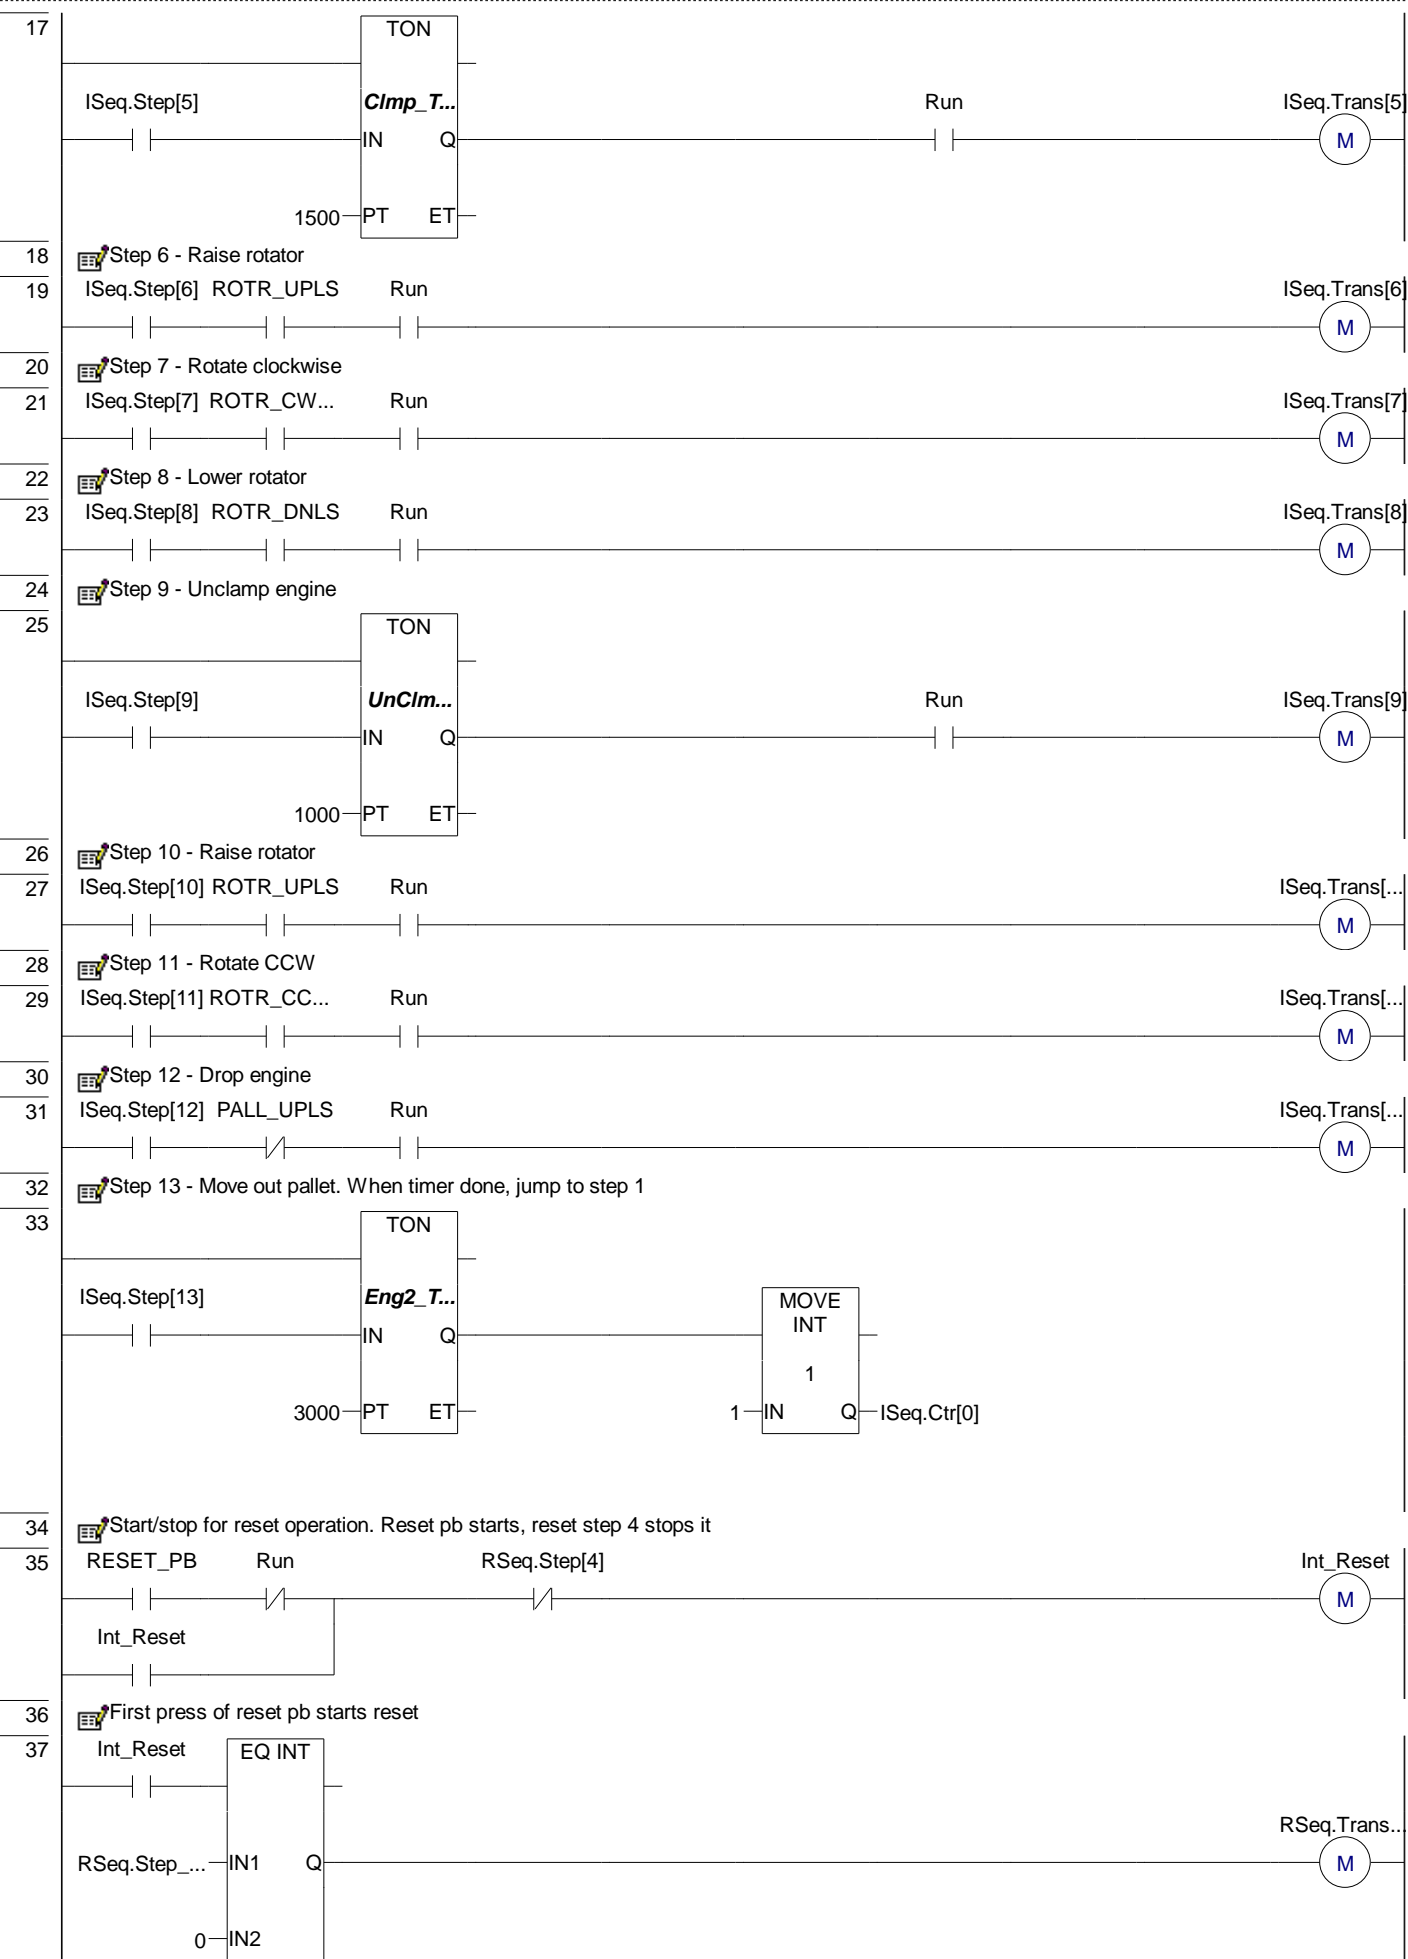 17
TON
ISeq.Step[5] Clmp_T... Run ISeq.Trans[5]
IN Q M
1500 PT ET
18 Step 6 - Raise rotator
19 ISeq.Step[6] ROTR_UPLS Run ISeq.Trans[6]
M
20 Step 7 - Rotate clockwise
21 ISeq.Step[7] ROTR_CW... Run ISeq.Trans[7]
M
22 Step 8 - Lower rotator
23 ISeq.Step[8] ROTR_DNLS Run ISeq.Trans[8]
M
24 Step 9 - Unclamp engine
25 TON
ISeq.Step[9] UnClm... Run ISeq.Trans[9]
IN Q M
1000 PT ET
26 Step 10 - Raise rotator
27 ISeq.Step[10] ROTR_UPLS Run ISeq.Trans[...
M
28 Step 11 - Rotate CCW
29 ISeq.Step[11] ROTR_CC... Run ISeq.Trans[...
M
30 Step 12 - Drop engine
31 ISeq.Step[12] PALL_UPLS Run ISeq.Trans[...
M
32 Step 13 - Move out pallet. When timer done, jump to step 1
33 TON
ISeq.Step[13] Eng2_T... MOVE
IN Q INT
1
3000 PT ET 1 IN Q ISeq.Ctr[0]
34 Start/stop for reset operation. Reset pb starts, reset step 4 stops it
35 RESET_PB Run RSeq.Step[4] Int_Reset
M
Int_Reset
36 First press of reset pb starts reset
37 Int_Reset EQ INT
RSeq.Trans...
RSeq.Step_... IN1 Q M
0 IN2